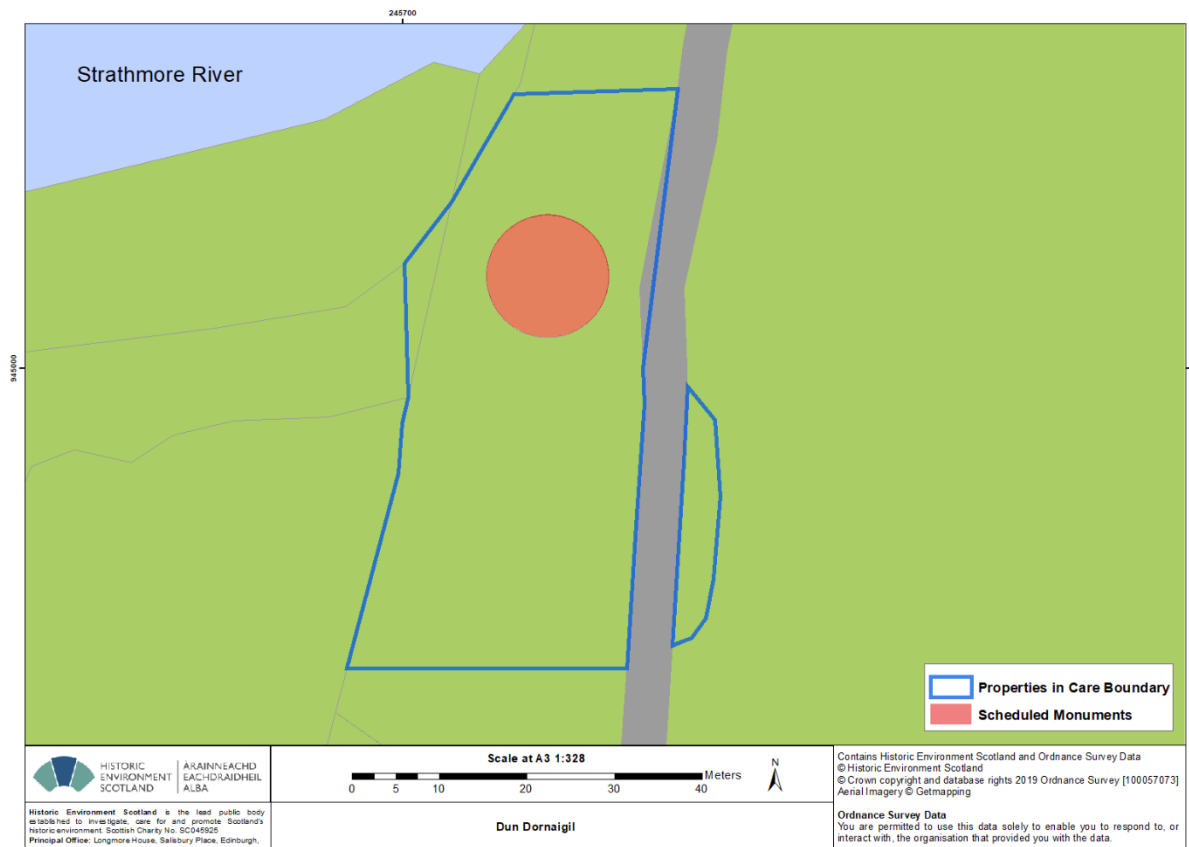 245700
Strathmore River
945000
Properties in Care Boundary
Scheduled Monuments
HISTORIC
ENVIRONMENT
SCOTLAND
ÀRAINNEACHD
EACHDRAIDHEIL
ALBA
Historic Environment Scotland is the lead public body
established to investigate, care for and promote Scotland's
historic environment. Scottish Charity No. SC045925
Principal Office: Longmore House, Salisbury Place, Edinburgh,
Scale at A3 1:328
Meters
0 5 10 20 30 40
N
Dun Dornaigil
Contains Historic Environment Scotland and Ordnance Survey Data
© Historic Environment Scotland
© Crown copyright and database rights 2019 Ordnance Survey [100057073]
Aerial Imagery © Getmapping
Ordnance Survey Data
You are permitted to use this data solely to enable you to respond to, or
interact with, the organisation that provided you with the data.